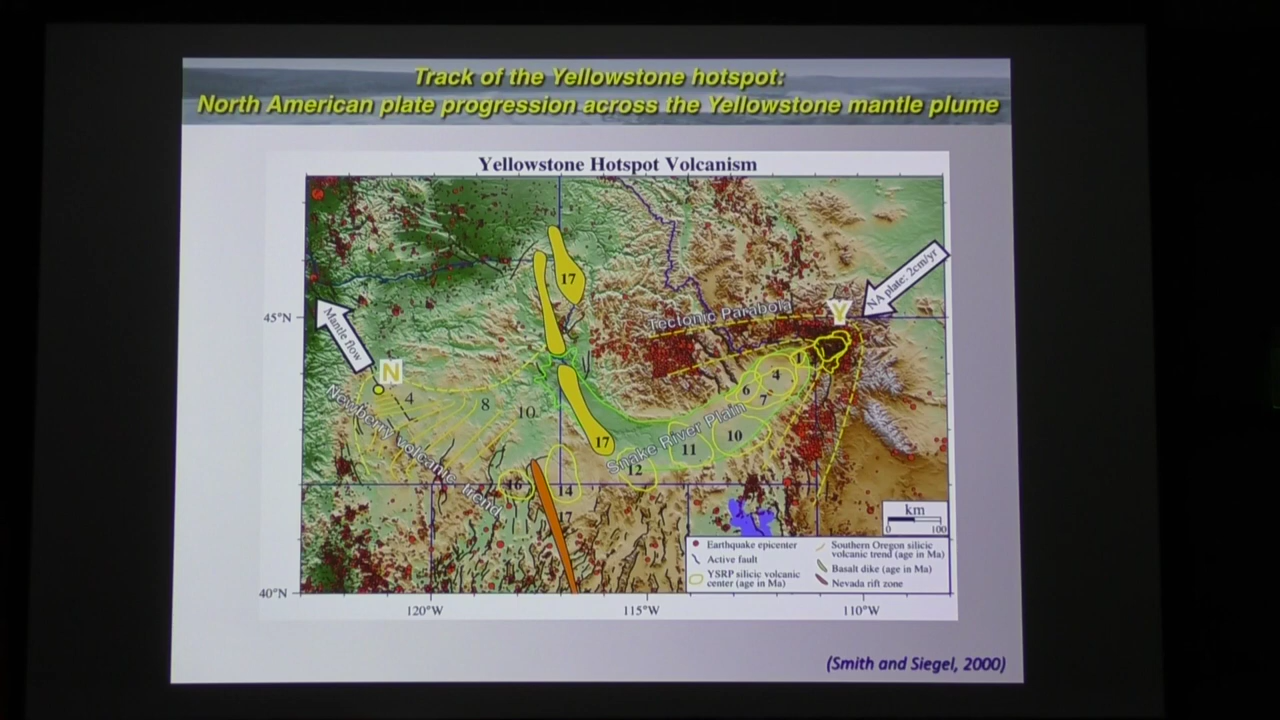 Track of the Yellowstone hotspot:
North American plate progression across the Yellowstone mantle plume
Yellowstone Hotspot Volcanism
17
NA plate: 2cm/yr
45°N
Tectonic Parabola
Y
Mantle flow
N
4
8
10
4
6
7
Newberry volcanic trend
17
Snake River Plain
10
11
12
16
14
17
km
0 100
Earthquake epicenter
Active fault
YSRP silicic volcanic
center (age in Ma)
Southern Oregon silicic
volcanic trend (age in Ma)
Basalt dike (age in Ma)
Nevada rift zone
40°N
120°W
115°W
110°W
(Smith and Siegel, 2000)